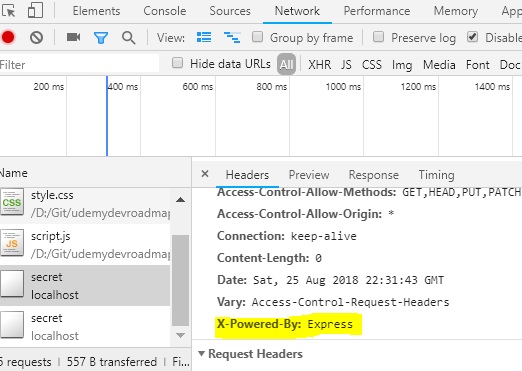 Elements Console Sources Network Performance Memory App
View: Group by frame Preserve log Disable
Filter Hide data URLs All XHR JS CSS Img Media Font Doc
200 ms 400 ms 600 ms 800 ms 1000 ms 1200 ms 1400 ms
Name
style.css
CSS
/D:/Git/udemydevroadmap
script.js
JS
/D:/Git/udemydevroadmap
secret
localhost
secret
localhost
5 requests | 557 B transferred | Fi...
× Headers Preview Response Timing
Access-Control-Allow-Methods: GET,HEAD,PUT,PATCH
Access-Control-Allow-Origin: *
Connection: keep-alive
Content-Length: 0
Date: Sat, 25 Aug 2018 22:31:43 GMT
Vary: Access-Control-Request-Headers
X-Powered-By: Express
▼ Request Headers